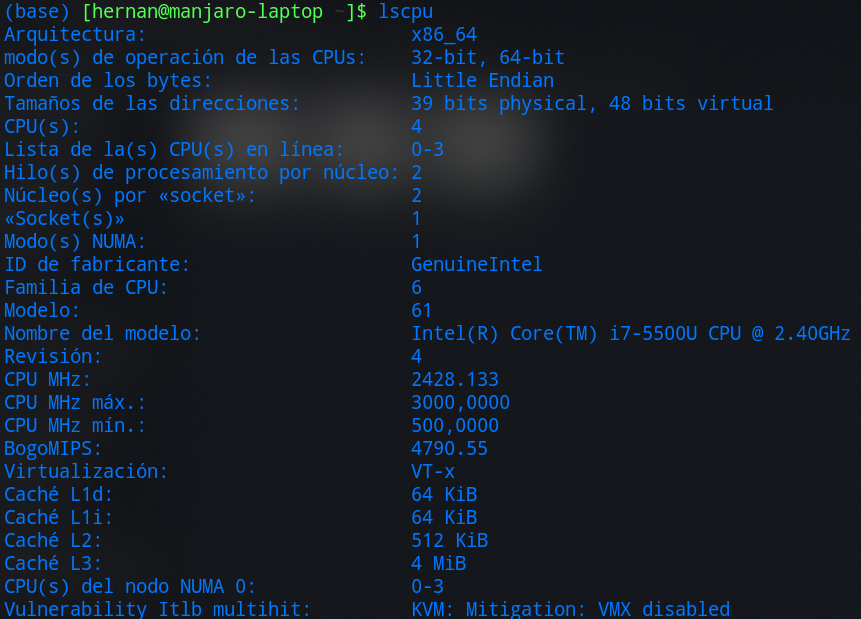 (base) [hernan@manjaro-laptop ~]$ lscpu
Arquitectura: x86_64
modo(s) de operación de las CPUs: 32-bit, 64-bit
Orden de los bytes: Little Endian
Tamaños de las direcciones: 39 bits physical, 48 bits virtual
CPU(s): 4
Lista de la(s) CPU(s) en línea: 0-3
Hilo(s) de procesamiento por núcleo: 2
Núcleo(s) por «socket»: 2
«Socket(s)» 1
Modo(s) NUMA: 1
ID de fabricante: GenuineIntel
Familia de CPU: 6
Modelo: 61
Nombre del modelo: Intel(R) Core(TM) i7-5500U CPU @ 2.40GHz
Revisión: 4
CPU MHz: 2428.133
CPU MHz máx.: 3000,0000
CPU MHz mín.: 500,0000
BogoMIPS: 4790.55
Virtualización: VT-x
Caché L1d: 64 KiB
Caché L1i: 64 KiB
Caché L2: 512 KiB
Caché L3: 4 MiB
CPU(s) del nodo NUMA 0: 0-3
Vulnerability Itlb multihit: KVM: Mitigation: VMX disabled